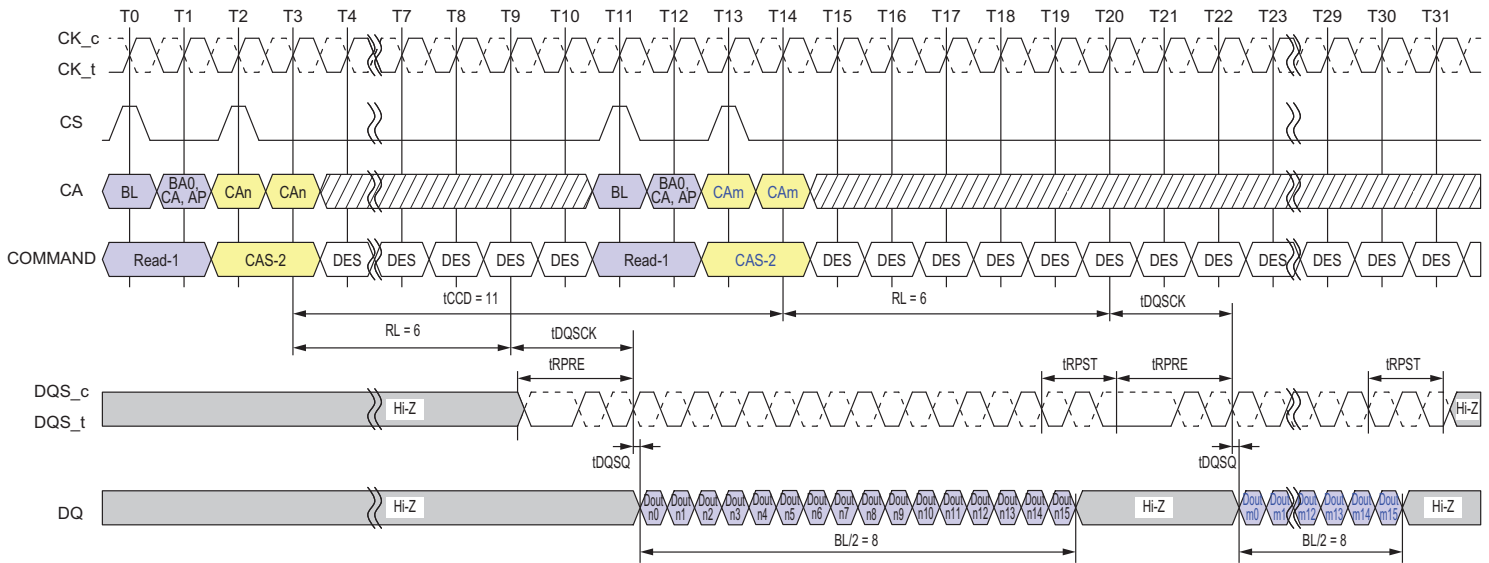 T0 T1 T2 T3 T4 T7 T8 T9 T10 T11 T12 T13 T14 T15 T16 T17 T18 T19 T20 T21 T22 T23 T29 T30 T31
CK_c
CK_t
CS
CA BL BA0, CA, AP CAn CAn BL BA0, CA, AP CAm CAm
COMMAND Read-1 CAS-2 DES DES DES DES DES Read-1 CAS-2 DES DES DES DES DES DES DES DES DES DES DES DES
tCCD = 11 RL = 6 tDQSCK
RL = 6 tDQSCK
tRPRE tRPST tRPRE tRPST
DQS_c
DQS_t
Hi-Z Hi-Z
tDQSQ tDQSQ
DQ Hi-Z Dout n0 Dout n1 Dout n2 Dout n3 Dout n4 Dout n5 Dout n6 Dout n7 Dout n8 Dout n9 Dout n10 Dout n11 Dout n12 Dout n13 Dout n14 Dout n15 Hi-Z Dout m0 Dout m1 Dout m12 Dout m13 Dout m14 Dout m15 Hi-Z
BL/2 = 8 BL/2 = 8